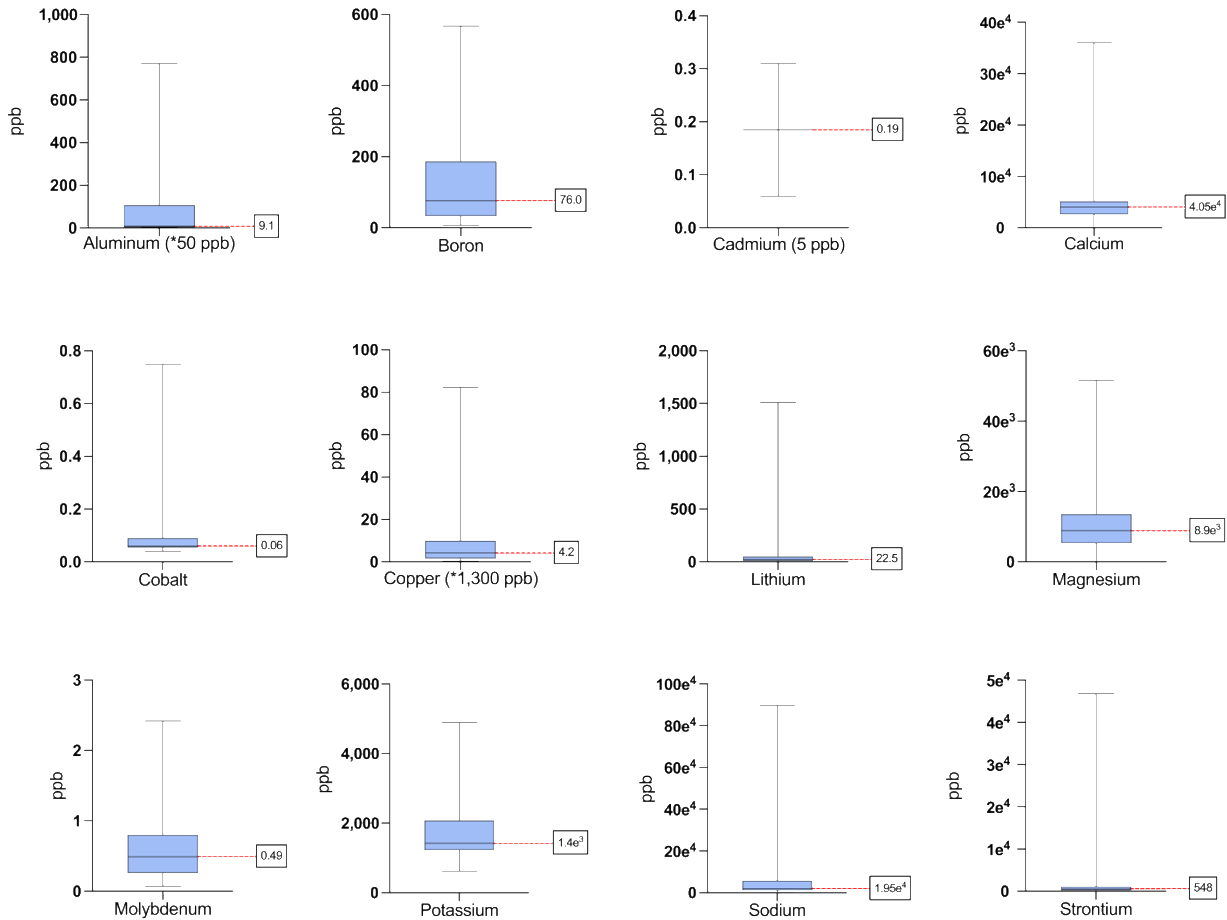 1,000
800
600
400
200
0
ppb
9.1
Aluminum (*50 ppb)
600
400
200
0
ppb
76.0
Boron
0.4
0.3
0.2
0.1
0.0
ppb
0.19
Cadmium (5 ppb)
40e⁴
30e⁴
20e⁴
10e⁴
0
ppb
4.05e⁴
Calcium
0.8
0.6
0.4
0.2
0.0
ppb
0.06
Cobalt
100
80
60
40
20
0
ppb
4.2
Copper (*1,300 ppb)
2,000
1,500
1,000
500
0
ppb
22.5
Lithium
60e³
40e³
20e³
0
ppb
8.9e³
Magnesium
3
2
1
0
ppb
0.49
Molybdenum
6,000
4,000
2,000
0
ppb
1.4e³
Potassium
100e⁴
80e⁴
60e⁴
40e⁴
20e⁴
0
ppb
1.95e⁴
Sodium
5e⁴
4e⁴
3e⁴
2e⁴
1e⁴
0
ppb
548
Strontium